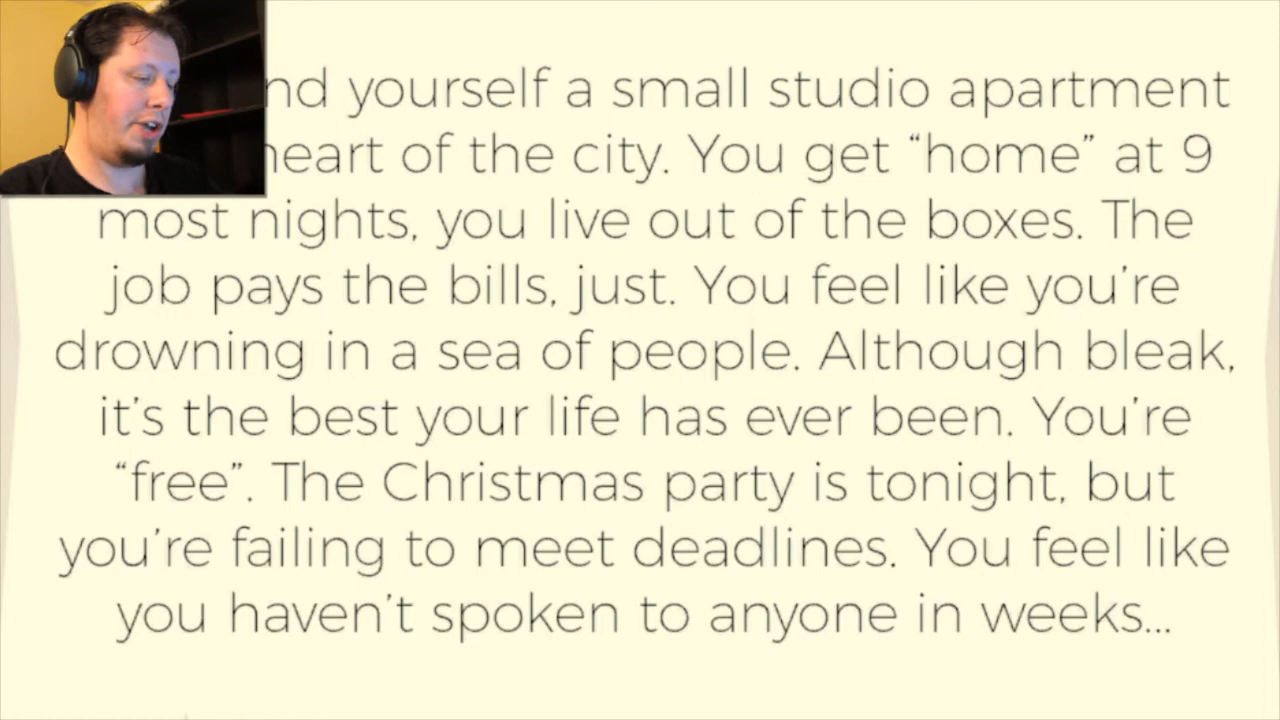 nd yourself a small studio apartment
heart of the city. You get “home” at 9
most nights, you live out of the boxes. The
job pays the bills, just. You feel like you’re
drowning in a sea of people. Although bleak,
it’s the best your life has ever been. You’re
“free”. The Christmas party is tonight, but
you’re failing to meet deadlines. You feel like
you haven’t spoken to anyone in weeks...